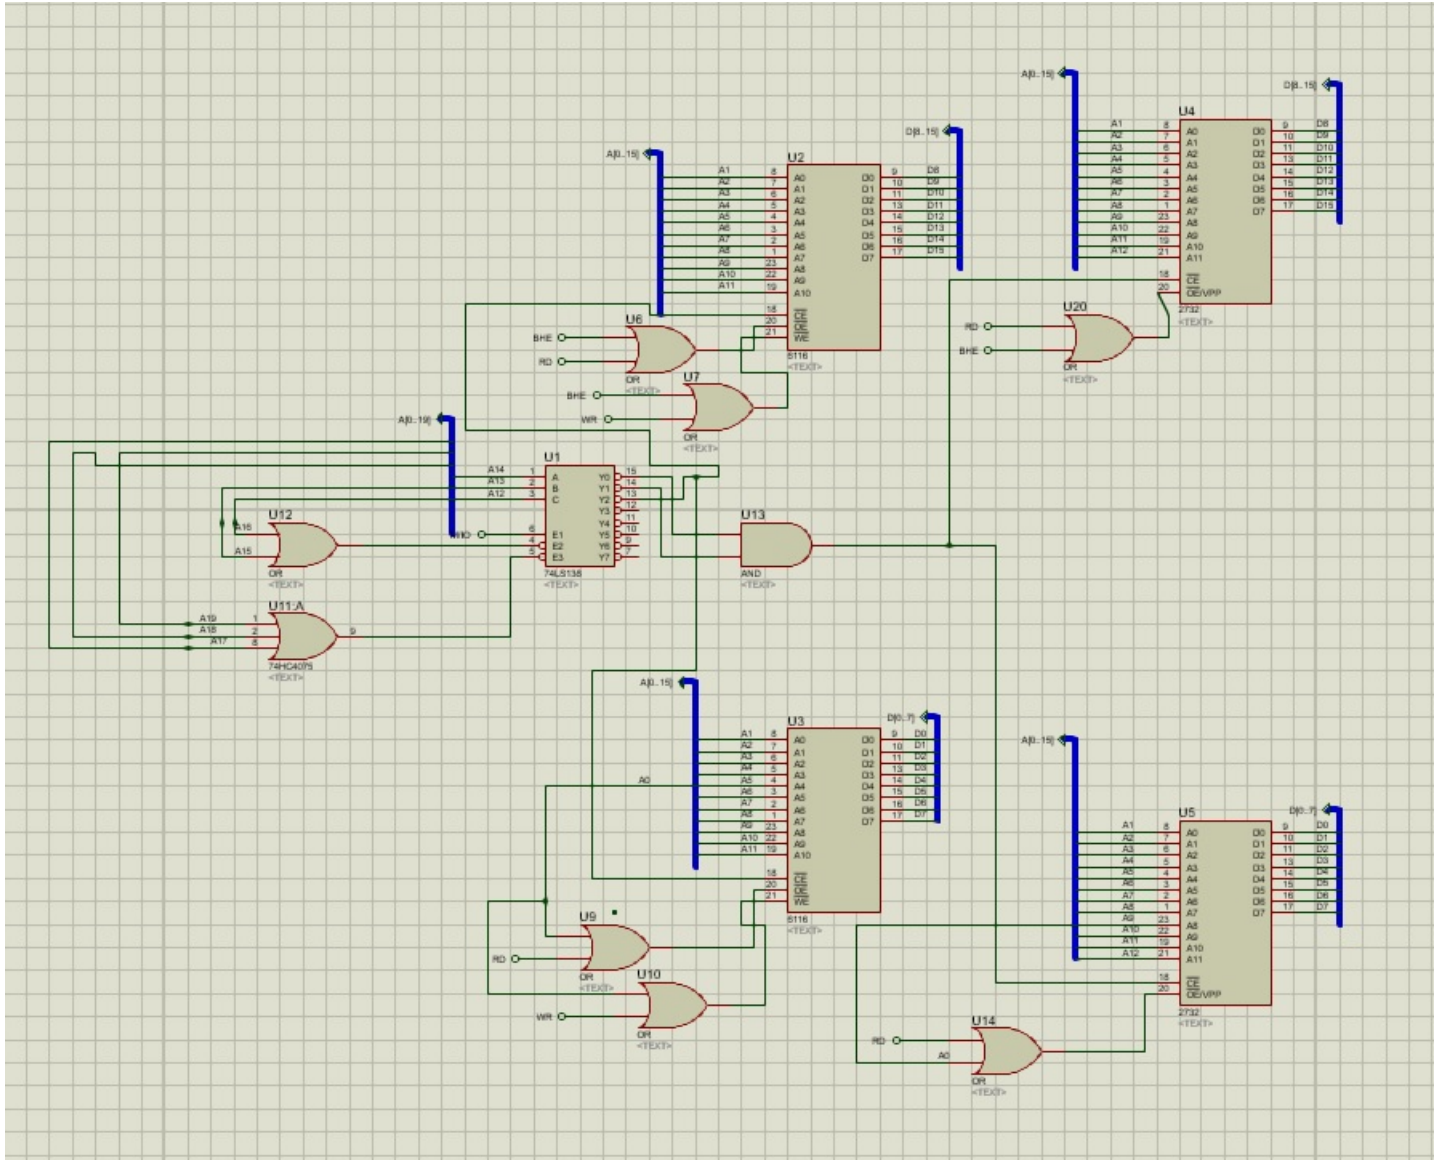 A[0..15]
D[8..15]
U4
A1 8 A0 D0 9 D8
A2 7 A1 D1 10 D9
A3 6 A2 D2 11 D10
A4 5 A3 D3 13 D11
A5 4 A4 D4 14 D12
A6 3 A5 D5 15 D13
A7 2 A6 D6 16 D14
A8 1 A7 D7 17 D15
A9 23 A8
A10 22 A9
A11 19 A10
A12 21 A11
18 CE
20 OE/VPP
2732
<TEXT>
A[0..15]
D[8..15]
U2
A1 8 A0 D0 9 D8
A2 7 A1 D1 10 D9
A3 6 A2 D2 11 D10
A4 5 A3 D3 13 D11
A5 4 A4 D4 14 D12
A6 3 A5 D5 15 D13
A7 2 A6 D6 16 D14
A8 1 A7 D7 17 D15
A9 23 A8
A10 22 A9
A11 19 A10
18 CE
20 OE
21 WE
6116
<TEXT>
U20
RD
BHE
OR
<TEXT>
U6
BHE
RD
OR
<TEXT>
U7
BHE
WR
OR
<TEXT>
A[0..19]
U1
A14 1 A Y0 15
A13 2 B Y1 14
A12 3 C Y2 13
Y3 12
Y4 11
6 E1 Y5 10
4 E2 Y6 9
5 E3 Y7 7
74LS138
<TEXT>
U12
A16
A15
OR
<TEXT>
U13
AND
<TEXT>
U11:A
A19 1
A18 2
A17 8
9
74HC4075
<TEXT>
A[0..15]
D[0..7]
U3
A1 8 A0 D0 9 D0
A2 7 A1 D1 10 D1
A3 6 A2 D2 11 D2
A4 5 A3 D3 13 D3
A0 A5 4 A4 D4 14 D4
A6 3 A5 D5 15 D5
A7 2 A6 D6 16 D6
A8 1 A7 D7 17 D7
A9 23 A8
A10 22 A9
A11 19 A10
18 CE
20 OE
21 WE
6116
<TEXT>
U9
RD
OR
<TEXT>
U10
WR
OR
<TEXT>
A[0..15]
D[0..7]
U5
A1 8 A0 D0 9 D0
A2 7 A1 D1 10 D1
A3 6 A2 D2 11 D2
A4 5 A3 D3 13 D3
A5 4 A4 D4 14 D4
A6 3 A5 D5 15 D5
A7 2 A6 D6 16 D6
A8 1 A7 D7 17 D7
A9 23 A8
A10 22 A9
A11 19 A10
A12 21 A11
18 CE
20 OE/VPP
2732
<TEXT>
U14
RD
A0
OR
<TEXT>